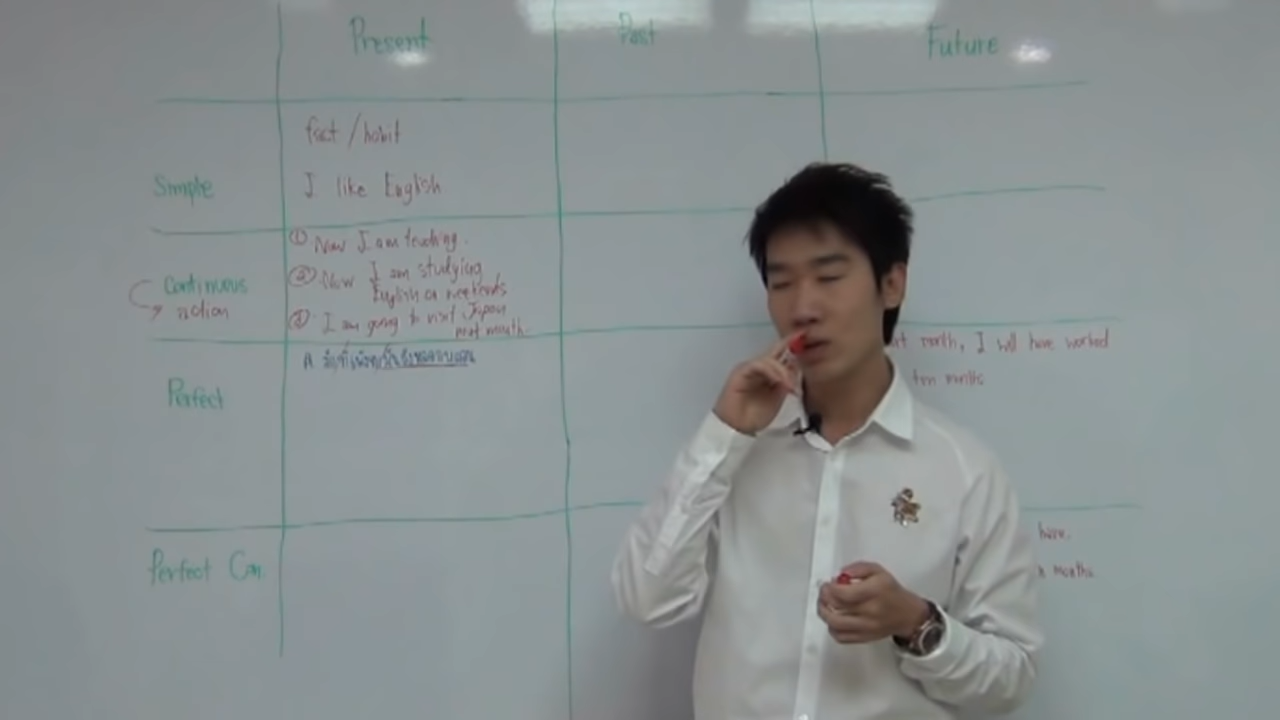 Present Past Future
fact / habit
Simple
I like English
① Now I am teaching.
② Now I am studying
English on weekends
Continuous
action
③ I am going to visit Japan
next month.
month, I will have worked
ten months
Perfect
have.
months
Perfect Con